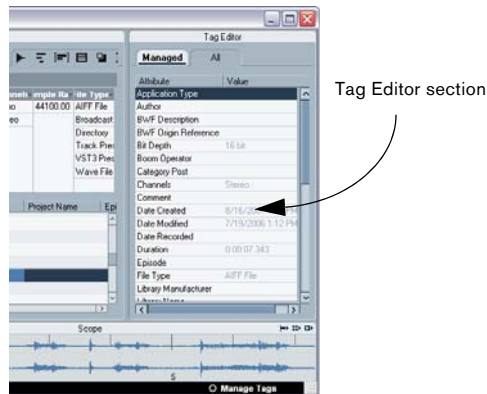 Tag Editor
Managed All
Attribute Value
Application Type
44100.00 AIFF File Author
Broadcast BWF Description
Directory BWF Origin Reference
Track Pre Bit Depth 16 bit
VST3 Pres Boom Operator
Wave File Category Post
Channels Stereo
Comment
Project Name Date Created PM
Date Modified 7/19/2006 1:12 PM
Date Recorded
Duration 0:00:07.343
Episode
File Type AIFF File
Library Manufacturer
Scope
S
Manage Tags
Tag Editor section